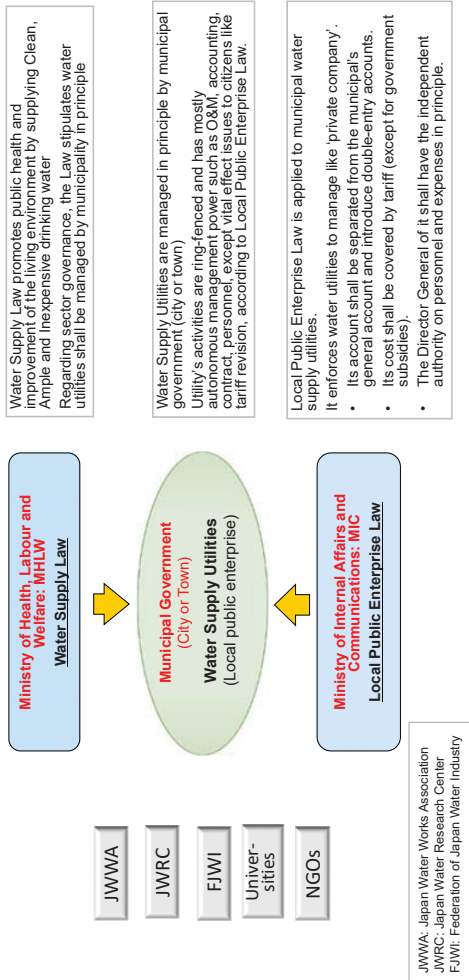 JWWA
JWRC
FJWI
Univer-
sities
NGOs
JWWA: Japan Water Works Association
JWRC: Japan Water Research Center
FJWI: Federation of Japan Water Industry
Ministry of Health, Labour and
Welfare: MHLW
Water Supply Law
Municipal Government
(City or Town)
Water Supply Utilities
(Local public enterprise)
Ministry of Internal Affairs and
Communications: MIC
Local Public Enterprise Law
Water Supply Law promotes public health and
improvement of the living environment by supplying Clean,
Ample and Inexpensive drinking water
Regarding sector governance, the Law stipulates water
utilities shall be managed by municipality in principle
Water Supply Utilities are managed in principle by municipal
government (city or town)
Utility's activities are ring-fenced and has mostly
autonomous management power such as O&M, accounting,
contract, personnel, except vital effect issues to citizens like
tariff revision, according to Local Public Enterprise Law.
Local Public Enterprise Law is applied to municipal water
supply utilities.
It enforces water utilities to manage like 'private company'.
• Its account shall be separated from the municipal's
general account and introduce double-entry accounts.
• Its cost shall be covered by tariff (except for government
subsidies).
• The Director General of it shall have the independent
authority on personnel and expenses in principle.